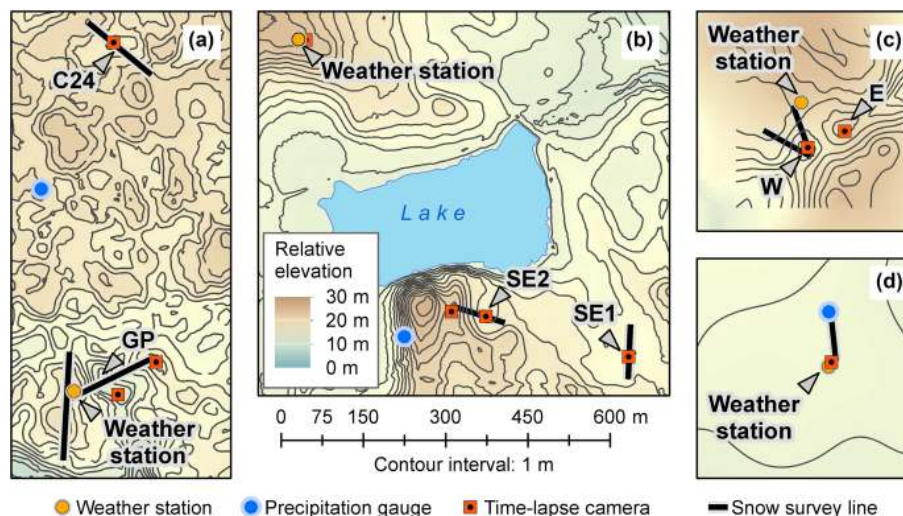 (a)
C24
GP
Weather
station
(b)
Weather station
Lake
Relative
elevation
30 m
20 m
10 m
0 m
SE2
SE1
0 75 150 300 450 600 m
Contour interval: 1 m
(c)
Weather
station
E
W
(d)
Weather
station
Weather station
Precipitation gauge
Time-lapse camera
Snow survey line